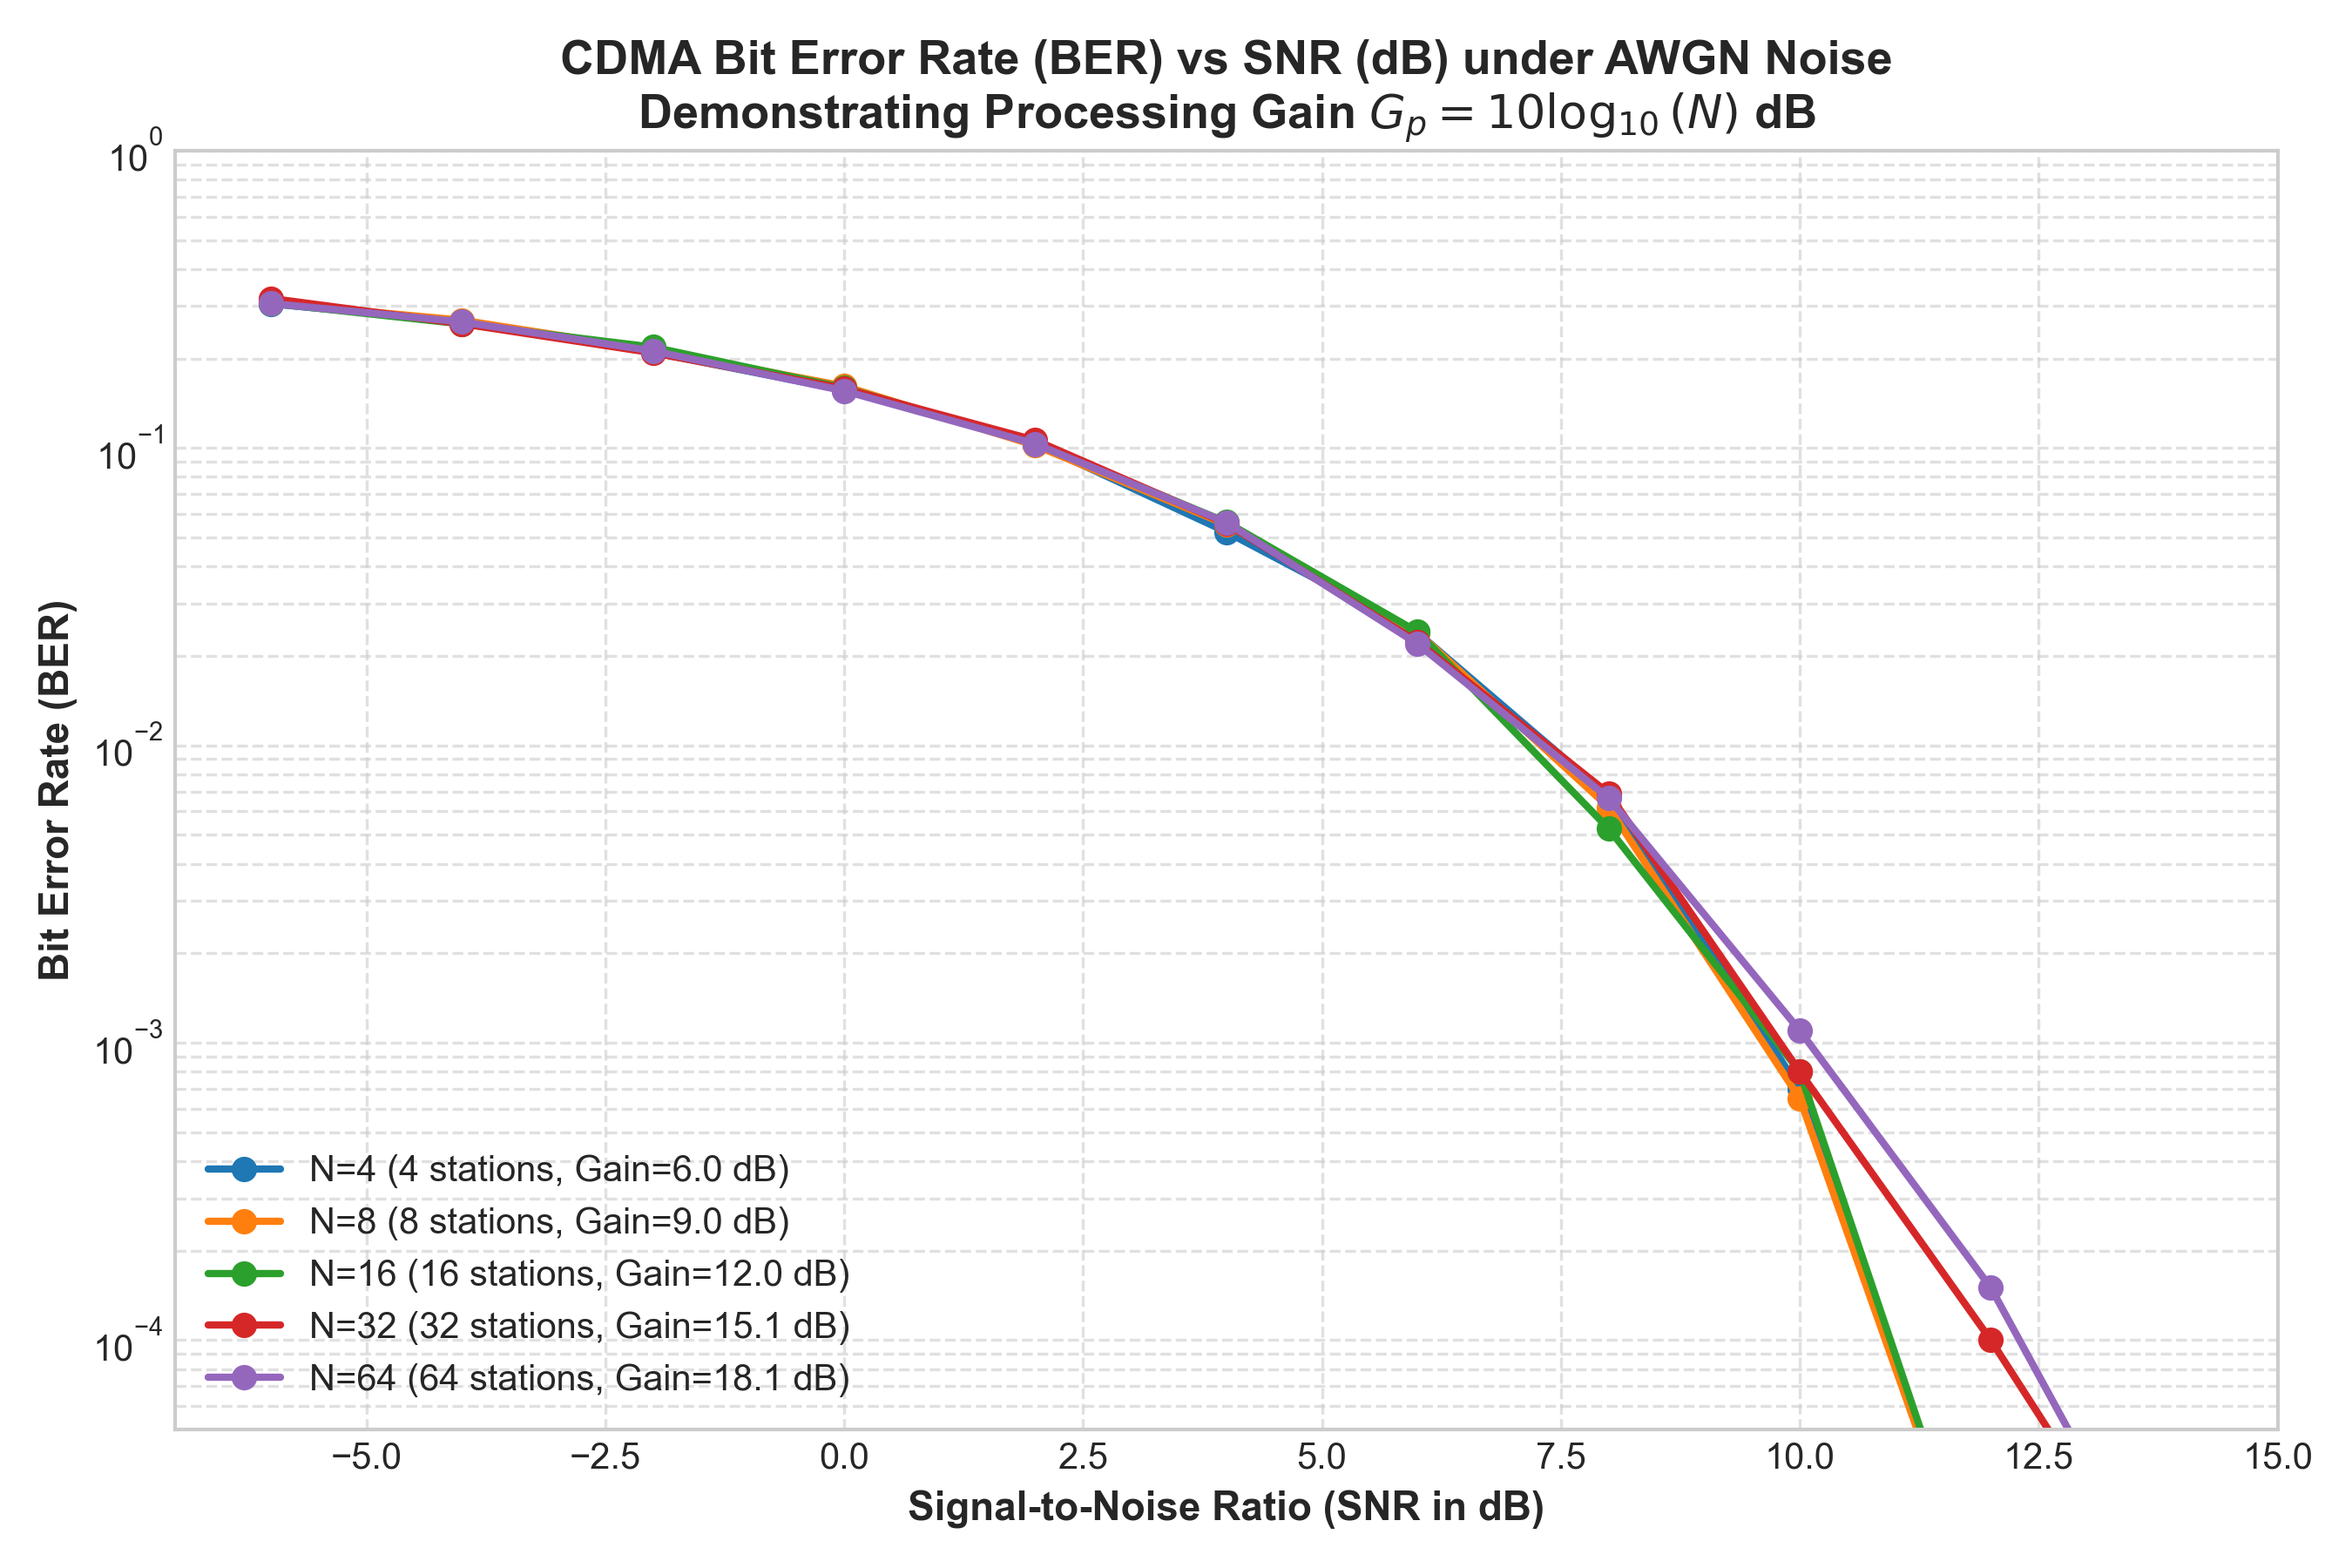 CDMA Bit Error Rate (BER) vs SNR (dB) under AWGN Noise
Demonstrating Processing Gain $G_p = 10\log_{10}(N)$ dB
10⁰
10⁻¹
10⁻²
10⁻³
10⁻⁴
Bit Error Rate (BER)
N=4 (4 stations, Gain=6.0 dB)
N=8 (8 stations, Gain=9.0 dB)
N=16 (16 stations, Gain=12.0 dB)
N=32 (32 stations, Gain=15.1 dB)
N=64 (64 stations, Gain=18.1 dB)
−5.0 −2.5 0.0 2.5 5.0 7.5 10.0 12.5 15.0
Signal-to-Noise Ratio (SNR in dB)